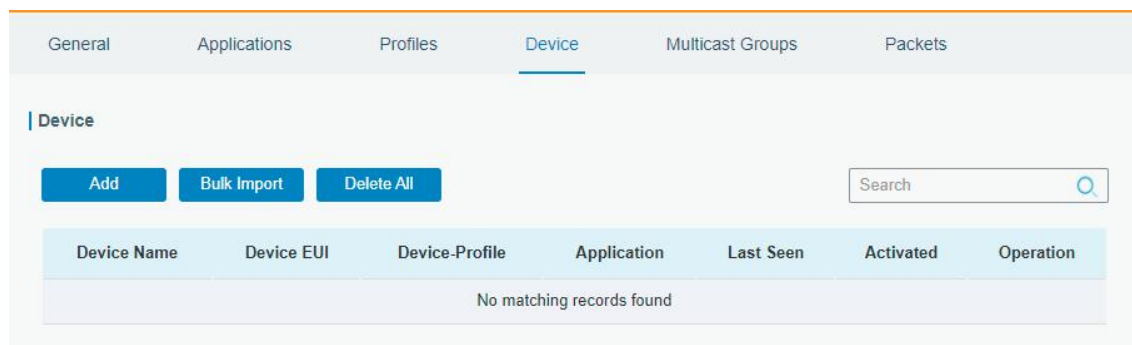 General Applications Profiles Device Multicast Groups Packets
Device
Add Bulk Import Delete All Search
Device Name Device EUI Device-Profile Application Last Seen Activated Operation
No matching records found